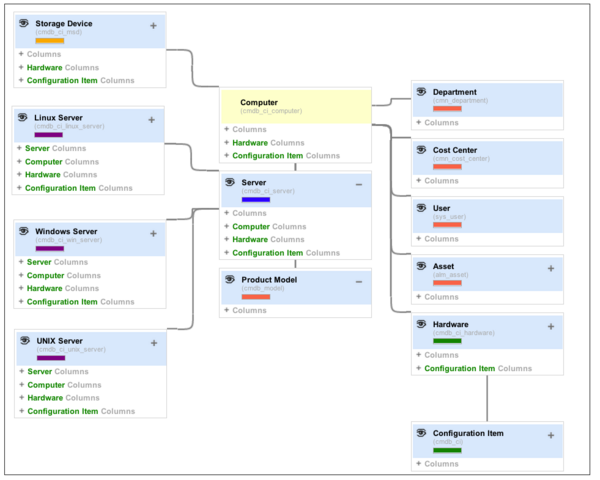 Storage Device
(cmdb_ci_msd)
+ Columns
+ Hardware Columns
+ Configuration Item Columns
Linux Server
(cmdb_ci_linux_server)
+ Server Columns
+ Computer Columns
+ Hardware Columns
+ Configuration Item Columns
Windows Server
(cmdb_ci_win_server)
+ Server Columns
+ Computer Columns
+ Hardware Columns
+ Configuration Item Columns
UNIX Server
(cmdb_ci_unix_server)
+ Server Columns
+ Computer Columns
+ Hardware Columns
+ Configuration Item Columns
Computer
(cmdb_ci_computer)
+ Columns
+ Hardware Columns
+ Configuration Item Columns
Server
(cmdb_ci_server)
+ Columns
+ Computer Columns
+ Hardware Columns
+ Configuration Item Columns
Product Model
(cmdb_model)
+ Columns
Department
(cmn_department)
+ Columns
Cost Center
(cmn_cost_center)
+ Columns
User
(sys_user)
+ Columns
Asset
(alm_asset)
+ Columns
Hardware
(cmdb_ci_hardware)
+ Columns
+ Configuration Item Columns
Configuration Item
(cmdb_ci)
+ Columns